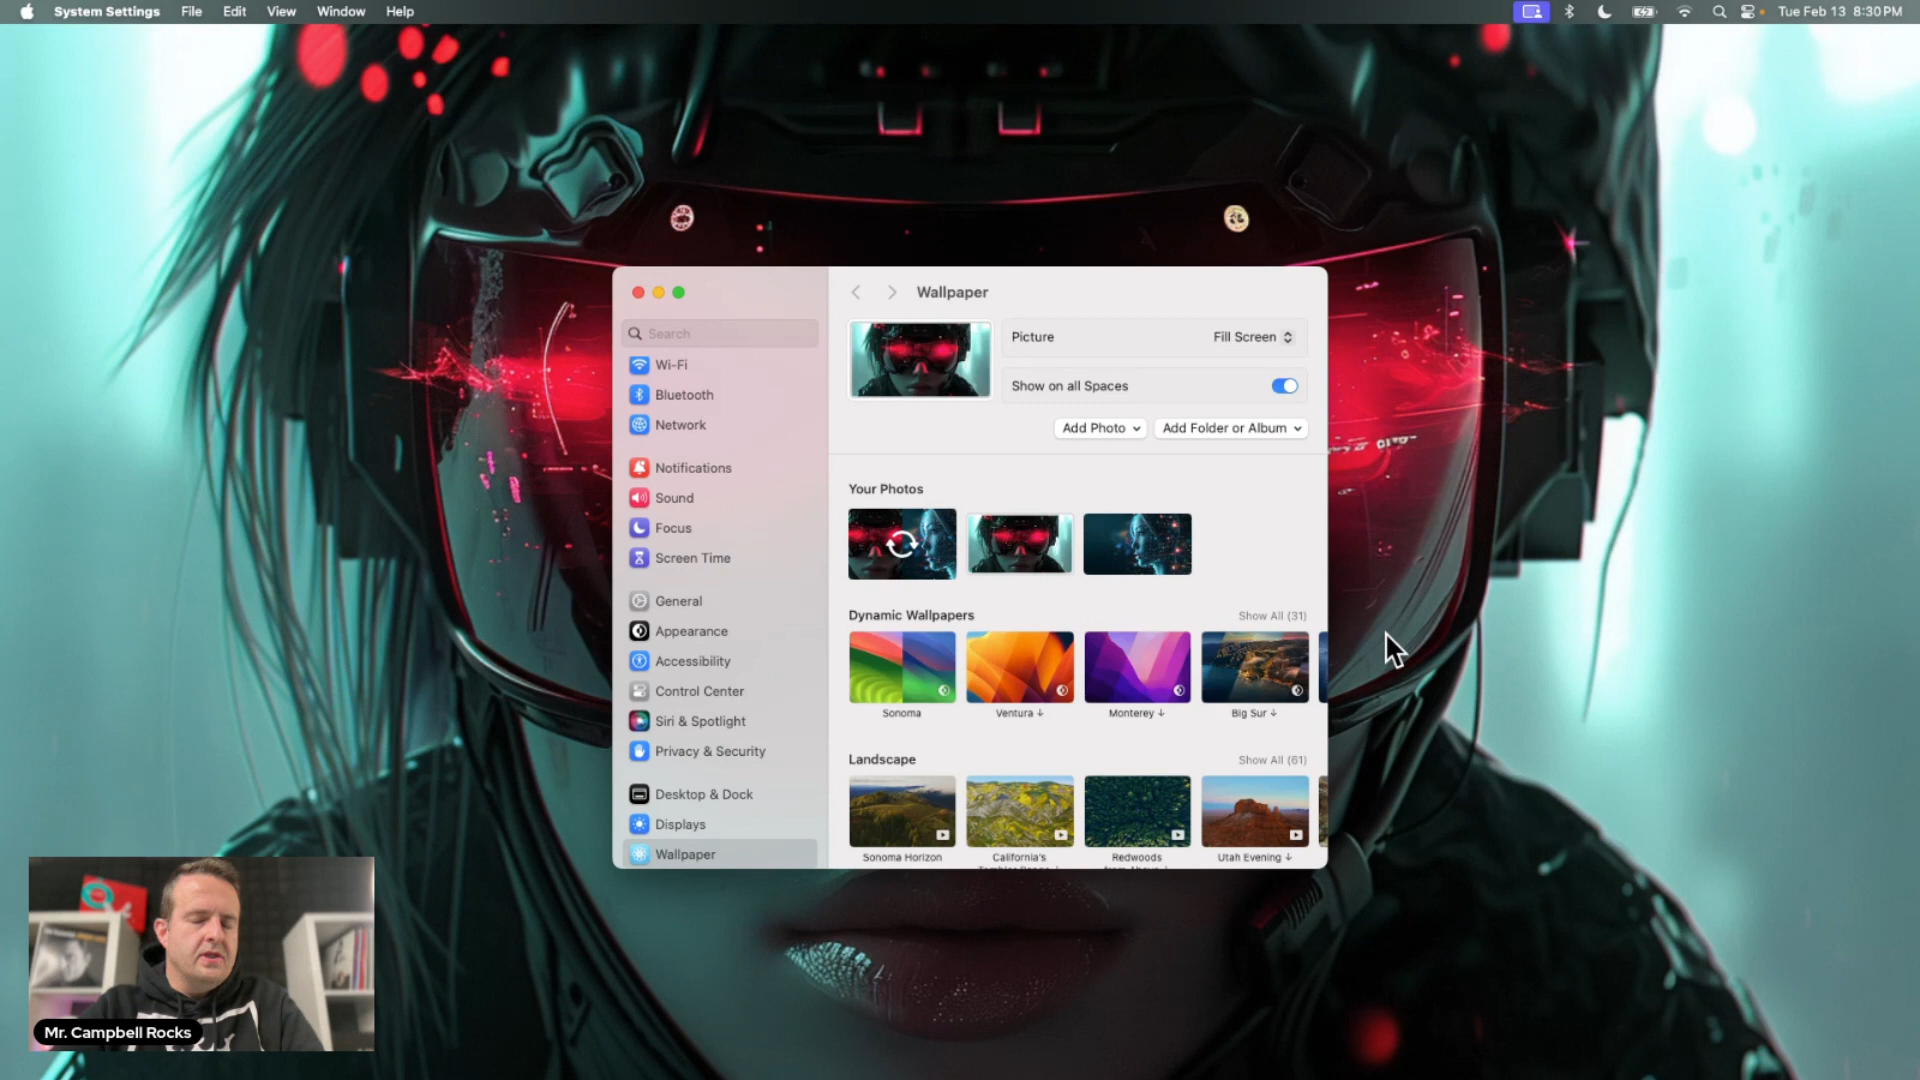 System Settings File Edit View Window Help
Tue Feb 13 8:30 PM
Wallpaper
Search
Picture Fill Screen
Wi-Fi
Bluetooth
Show on all Spaces
Network
Add Photo Add Folder or Album
Notifications
Your Photos
Sound
Focus
Screen Time
General
Dynamic Wallpapers Show All (31)
Appearance
Accessibility
Control Center
Siri & Spotlight
Sonoma Ventura ↓ Monterey ↓ Big Sur ↓
Privacy & Security
Landscape Show All (61)
Desktop & Dock
Displays
Wallpaper
Sonoma Horizon California's Redwoods Utah Evening ↓
Mr. Campbell Rocks